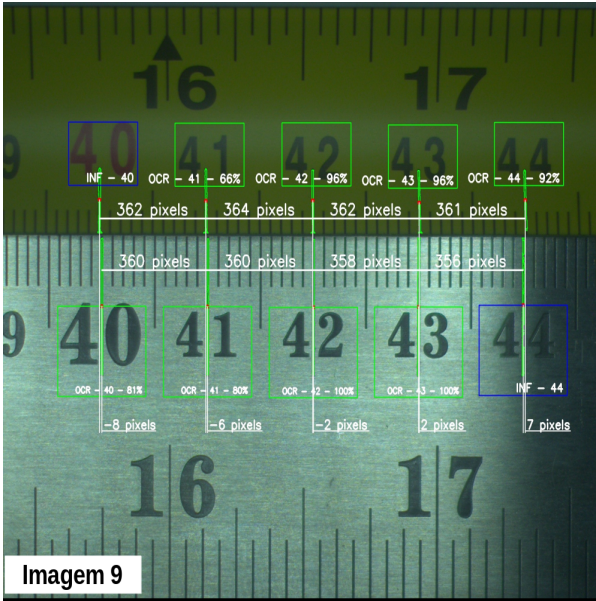 16 17
9 40 41 42 43 44
INF - 40 OCR - 41 - 66% OCR - 42 - 96% OCR - 43 - 96% OCR - 44 - 92%
362 pixels 364 pixels 362 pixels 361 pixels
360 pixels 360 pixels 358 pixels 356 pixels
9 40 41 42 43 44
OCR - 40 - 81% OCR - 41 - 80% OCR - 42 - 100% OCR - 43 - 100% INF - 44
-8 pixels -6 pixels -2 pixels 2 pixels 7 pixels
16 17
Imagem 9